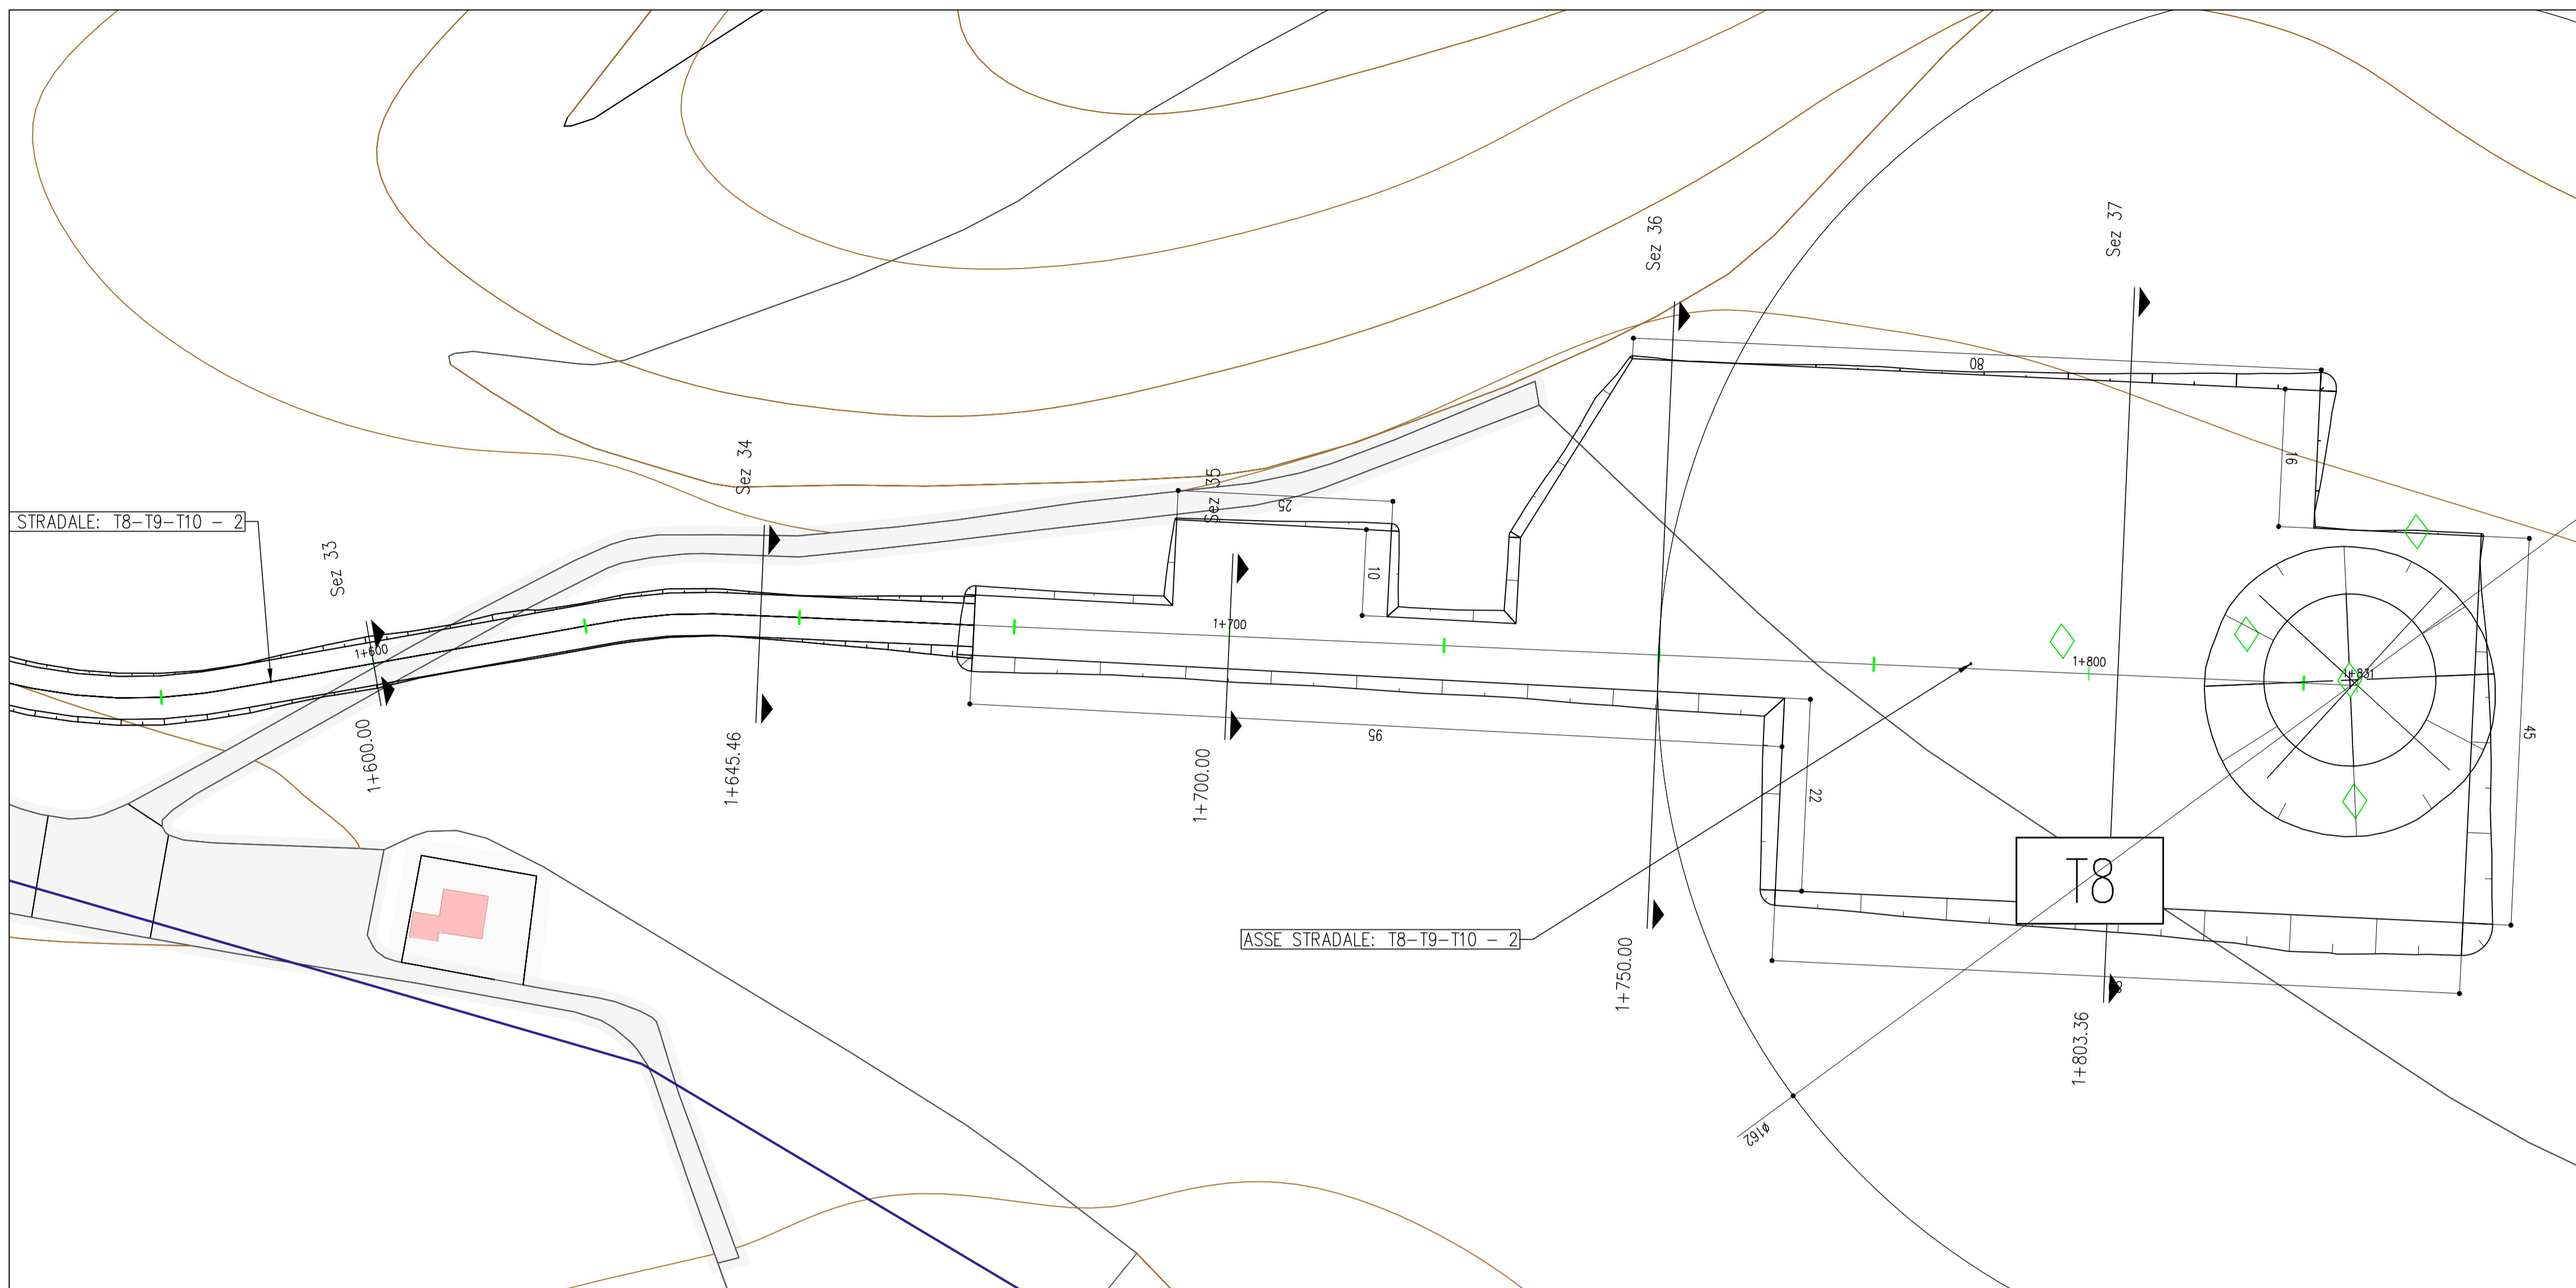 Sez 37
Sez 36
80
Sez 34
16
Sez 35
25
STRADALE: T8-T9-T10 - 2
Sez 33
10
1+700
1+600
1+800
1+831
45
95
22
1+600.00
1+645.46
1+700.00
T8
ASSE STRADALE: T8-T9-T10 - 2
1+750.00
1+803.36
ø162